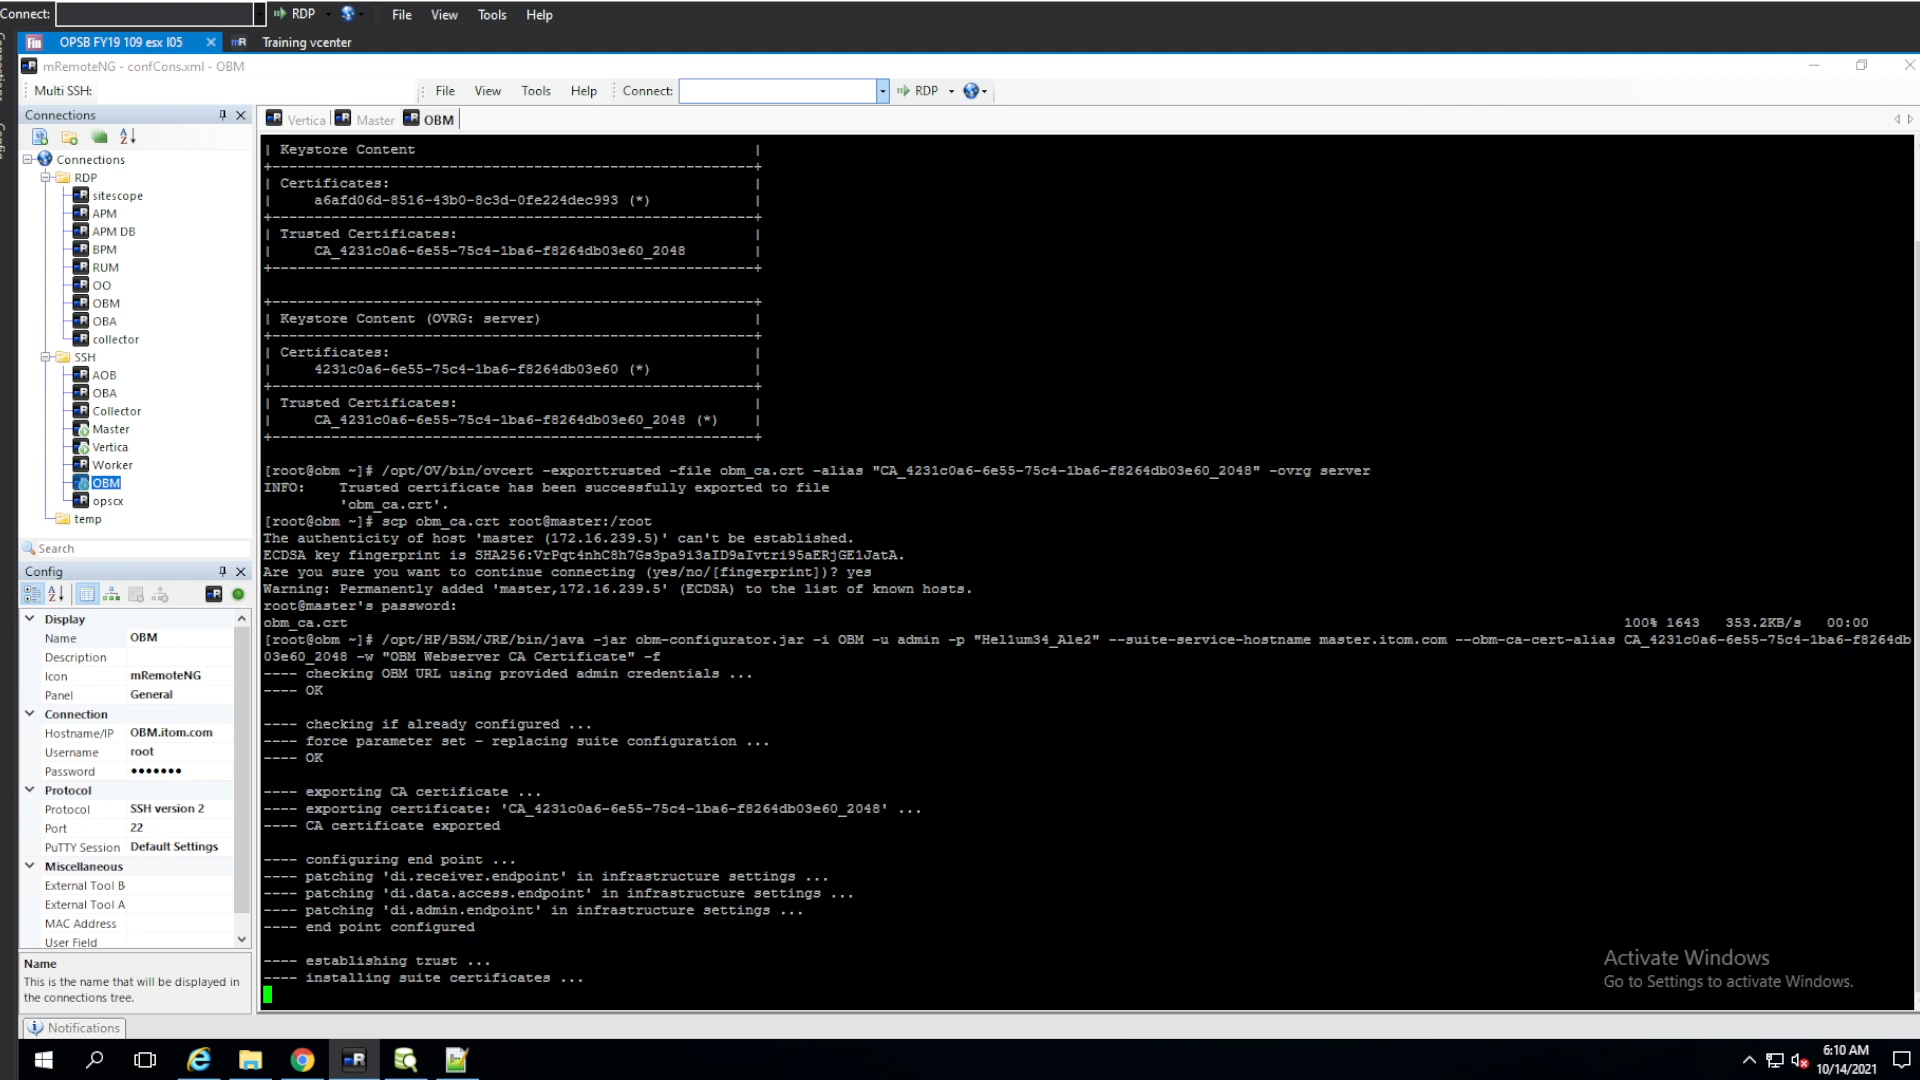 Connect: RDP File View Tools Help
OPSB FY19 109 esx I05 Training vcenter
mRemoteNG - confCons.xml - OBM
Multi SSH: File View Tools Help Connect: RDP
Connections
Vertica Master OBM
Connections
RDP
sitescope
APM
APM DB
BPM
RUM
OO
OBM
OBA
collector
SSH
AOB
OBA
Collector
Master
Vertica
Worker
OBM
opscx
temp
Search
Config
Display
Name OBM
Description
Icon mRemoteNG
Panel General
Connection
Hostname/IP OBM.itom.com
Username root
Password •••••••
Protocol
Protocol SSH version 2
Port 22
PuTTY Session Default Settings
Miscellaneous
External Tool B
External Tool A
MAC Address
User Field
Name
This is the name that will be displayed in
the connections tree.
Notifications
| Keystore Content |
+---------------------------------------------------------+
| Certificates: |
| a6afd06d-8516-43b0-8c3d-0fe224dec993 (*) |
+---------------------------------------------------------+
| Trusted Certificates: |
| CA_4231c0a6-6e55-75c4-1ba6-f8264db03e60_2048 |
+---------------------------------------------------------+
+---------------------------------------------------------+
| Keystore Content (OVRG: server) |
+---------------------------------------------------------+
| Certificates: |
| 4231c0a6-6e55-75c4-1ba6-f8264db03e60 (*) |
+---------------------------------------------------------+
| Trusted Certificates: |
| CA_4231c0a6-6e55-75c4-1ba6-f8264db03e60_2048 (*) |
+---------------------------------------------------------+
[root@obm ~]# /opt/OV/bin/ovcert -exporttrusted -file obm_ca.crt -alias "CA_4231c0a6-6e55-75c4-1ba6-f8264db03e60_2048" -ovrg server
INFO: Trusted certificate has been successfully exported to file
'obm_ca.crt'.
[root@obm ~]# scp obm_ca.crt root@master:/root
The authenticity of host 'master (172.16.239.5)' can't be established.
ECDSA key fingerprint is SHA256:VrPqt4nhC8h7Gs3pa9i3aID9aIvtri95aERjGE1JatA.
Are you sure you want to continue connecting (yes/no/[fingerprint])? yes
Warning: Permanently added 'master,172.16.239.5' (ECDSA) to the list of known hosts.
root@master's password:
obm_ca.crt 100% 1643 353.2KB/s 00:00
[root@obm ~]# /opt/HP/BSM/JRE/bin/java -jar obm-configurator.jar -i OBM -u admin -p "Hel1um34_Ale2" --suite-service-hostname master.itom.com --obm-ca-cert-alias CA_4231c0a6-6e55-75c4-1ba6-f8264db
03e60_2048 -w "OBM Webserver CA Certificate" -f
---- checking OBM URL using provided admin credentials ...
---- OK
---- checking if already configured ...
---- force parameter set - replacing suite configuration ...
---- OK
---- exporting CA certificate ...
---- exporting certificate: 'CA_4231c0a6-6e55-75c4-1ba6-f8264db03e60_2048' ...
---- CA certificate exported
---- configuring end point ...
---- patching 'di.receiver.endpoint' in infrastructure settings ...
---- patching 'di.data.access.endpoint' in infrastructure settings ...
---- patching 'di.admin.endpoint' in infrastructure settings ...
---- end point configured
---- establishing trust ...
---- installing suite certificates ...
Activate Windows
Go to Settings to activate Windows.
6:10 AM
10/14/2021